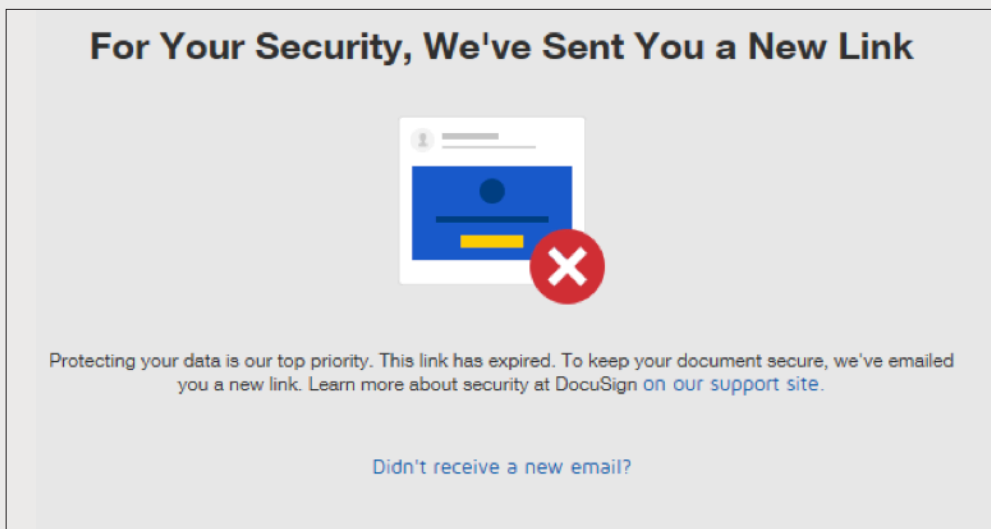 For Your Security, We've Sent You a New Link
Protecting your data is our top priority. This link has expired. To keep your document secure, we've emailed
you a new link. Learn more about security at DocuSign on our support site.
Didn't receive a new email?